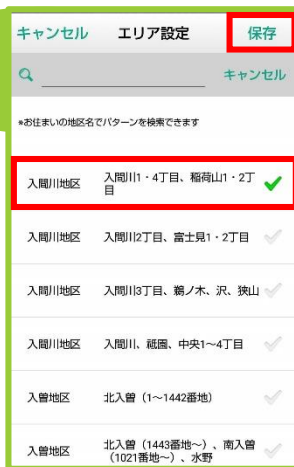 キャンセル エリア設定 保存
キャンセル
*お住まいの地区名でパターンを検索できます
入間川地区 入間川1・4丁目、稲荷山1・2丁
目
入間川地区 入間川2丁目、富士見1・2丁目
入間川地区 入間川3丁目、鵜ノ木、沢、狭山
入間川地区 入間川、祗園、中央1~4丁目
入曽地区 北入曽（1~1442番地）
入曽地区 北入曽（1443番地~）、南入曽
（1021番地~）、水野